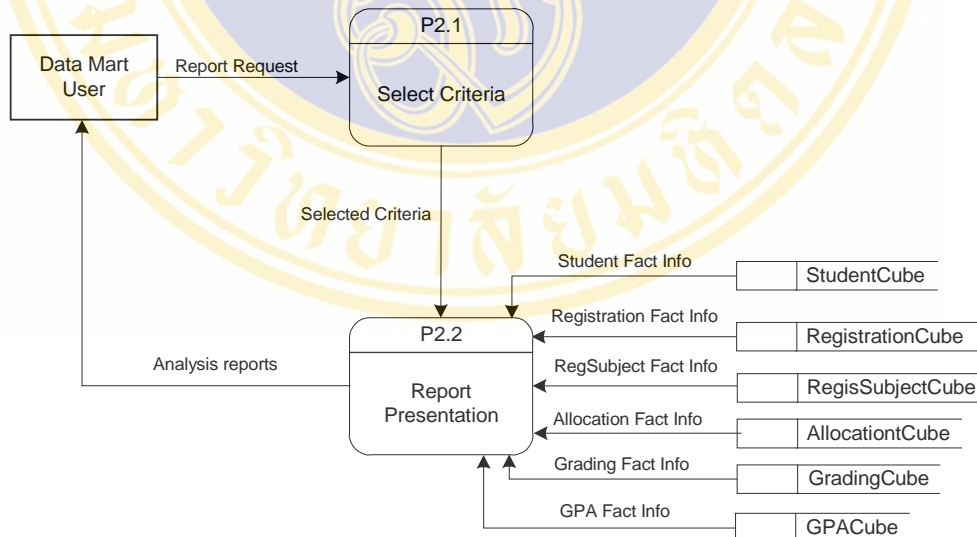 P2.1
Data Mart
User
Report Request
Select Criteria
Selected Criteria
Student Fact Info
StudentCube
P2.2
Registration Fact Info
RegistrationCube
Analysis reports
Report
Presentation
RegSubject Fact Info
RegisSubjectCube
Allocation Fact Info
AllocationtCube
Grading Fact Info
GradingCube
GPA Fact Info
GPACube